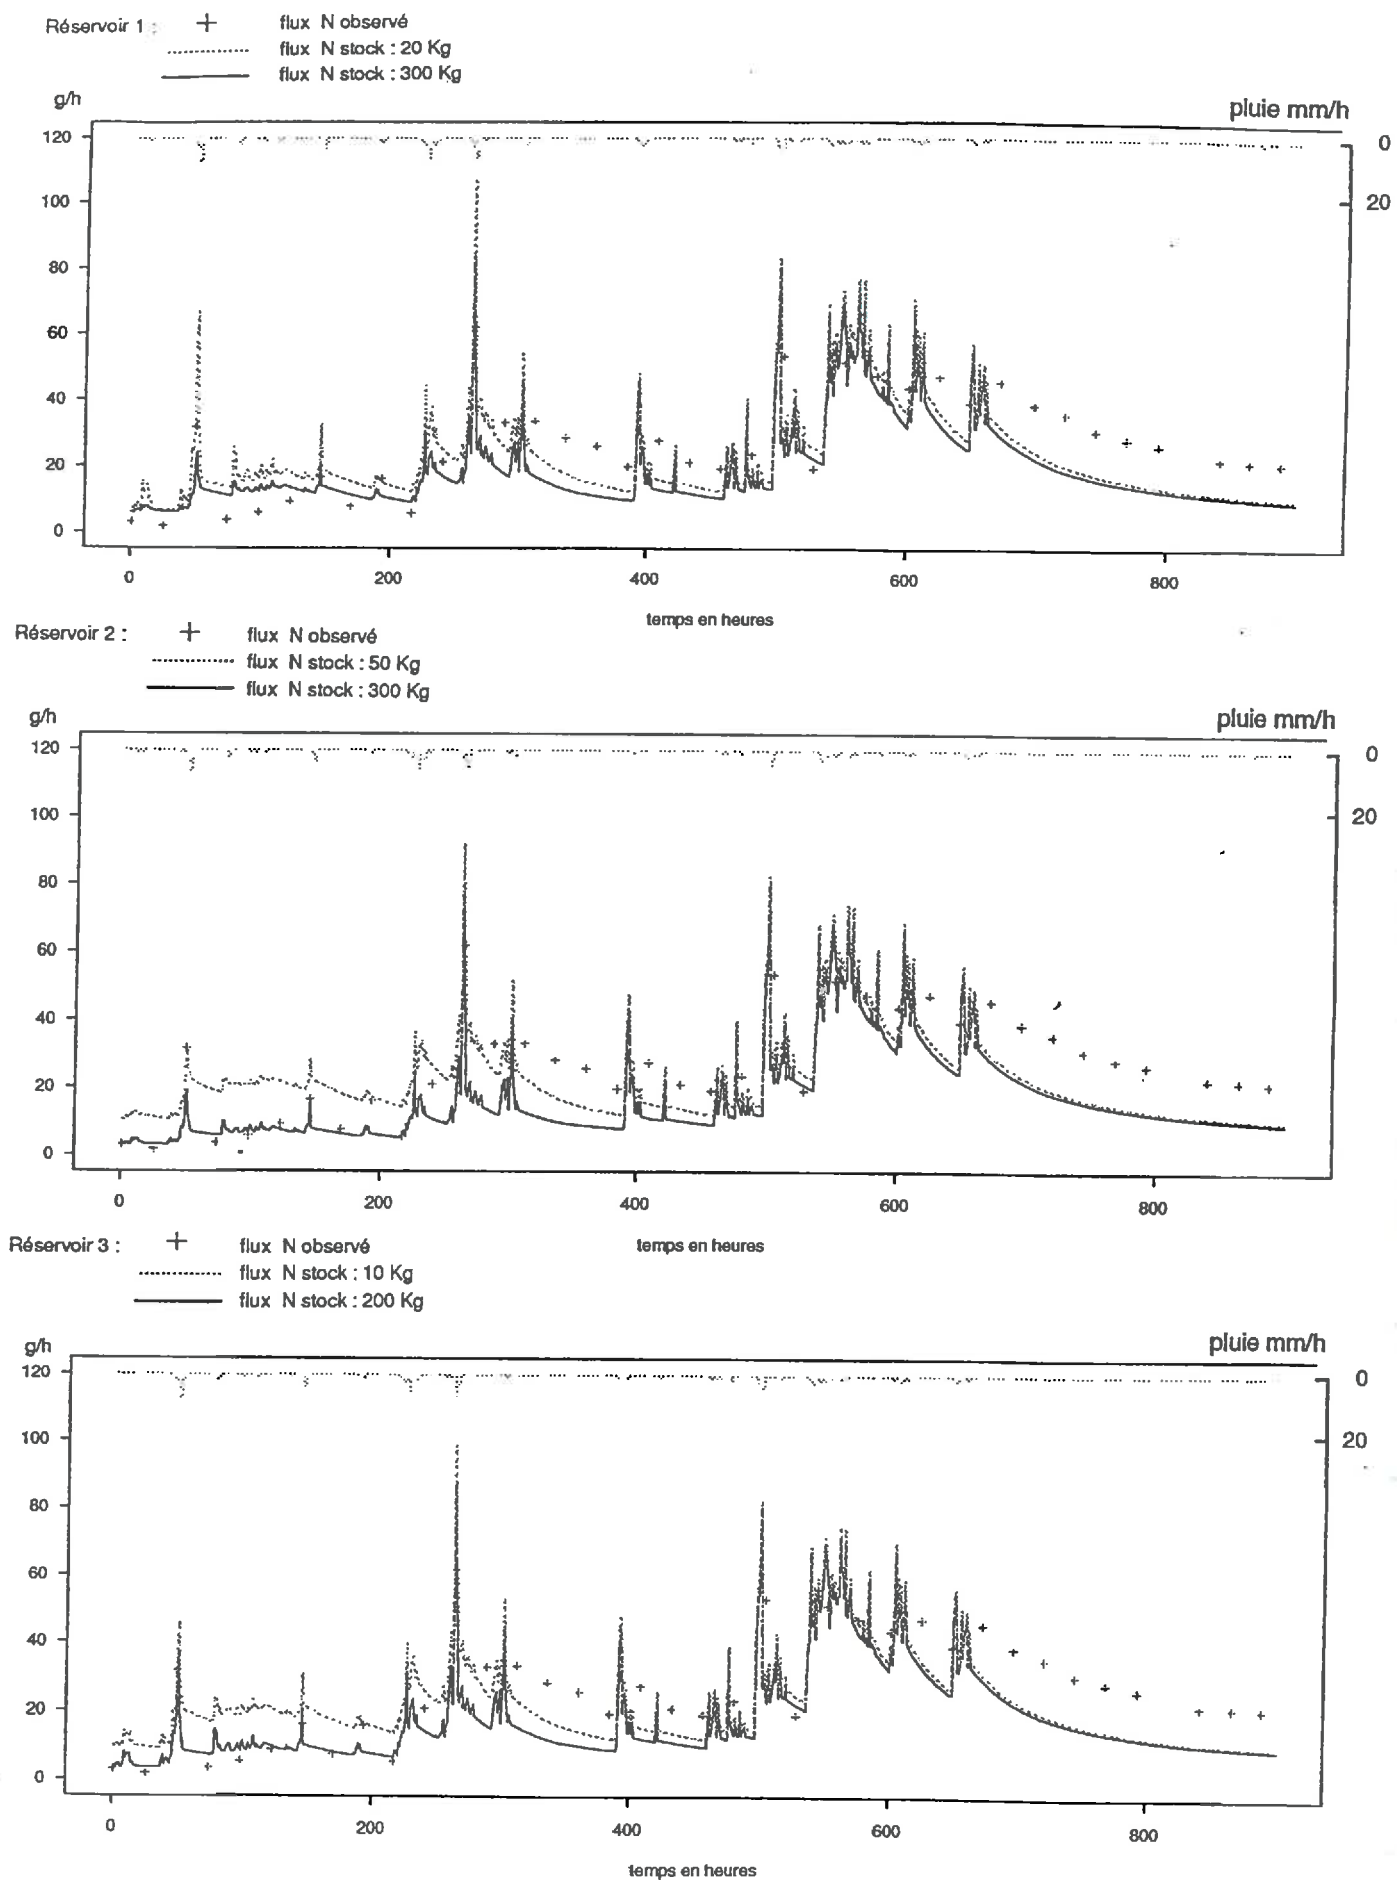 Réservoir 1 : + flux N observé
flux N stock : 20 Kg
flux N stock : 300 Kg
g/h
pluie mm/h
120
0
100
20
80
60
40
20
0
0 200 400 600 800
temps en heures
Réservoir 2 : + flux N observé
flux N stock : 50 Kg
flux N stock : 300 Kg
g/h
pluie mm/h
120
0
100
20
80
60
40
20
0
0 200 400 600 800
temps en heures
Réservoir 3 : + flux N observé
flux N stock : 10 Kg
flux N stock : 200 Kg
g/h
pluie mm/h
120
0
100
20
80
60
40
20
0
0 200 400 600 800
temps en heures